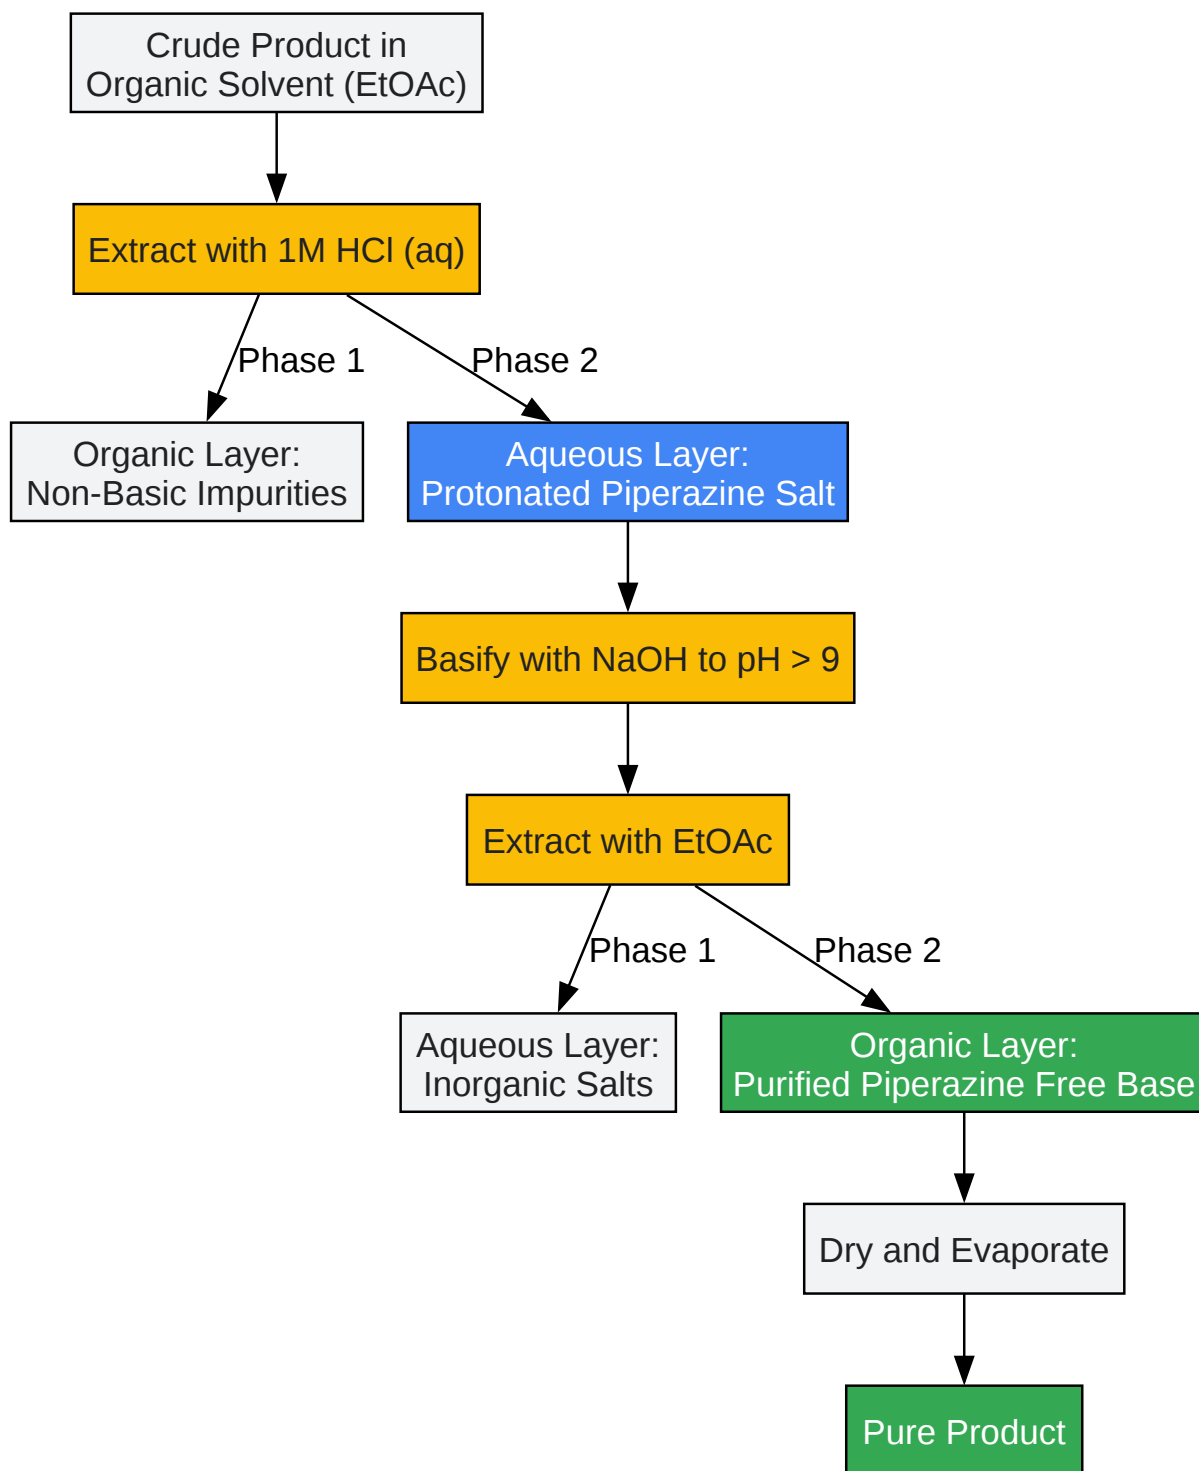 Crude Product in
Organic Solvent (EtOAc)
Extract with 1M HCl (aq)
Phase 1
Phase 2
Organic Layer:
Non-Basic Impurities
Aqueous Layer:
Protonated Piperazine Salt
Basify with NaOH to pH > 9
Extract with EtOAc
Phase 1
Phase 2
Aqueous Layer:
Inorganic Salts
Organic Layer:
Purified Piperazine Free Base
Dry and Evaporate
Pure Product